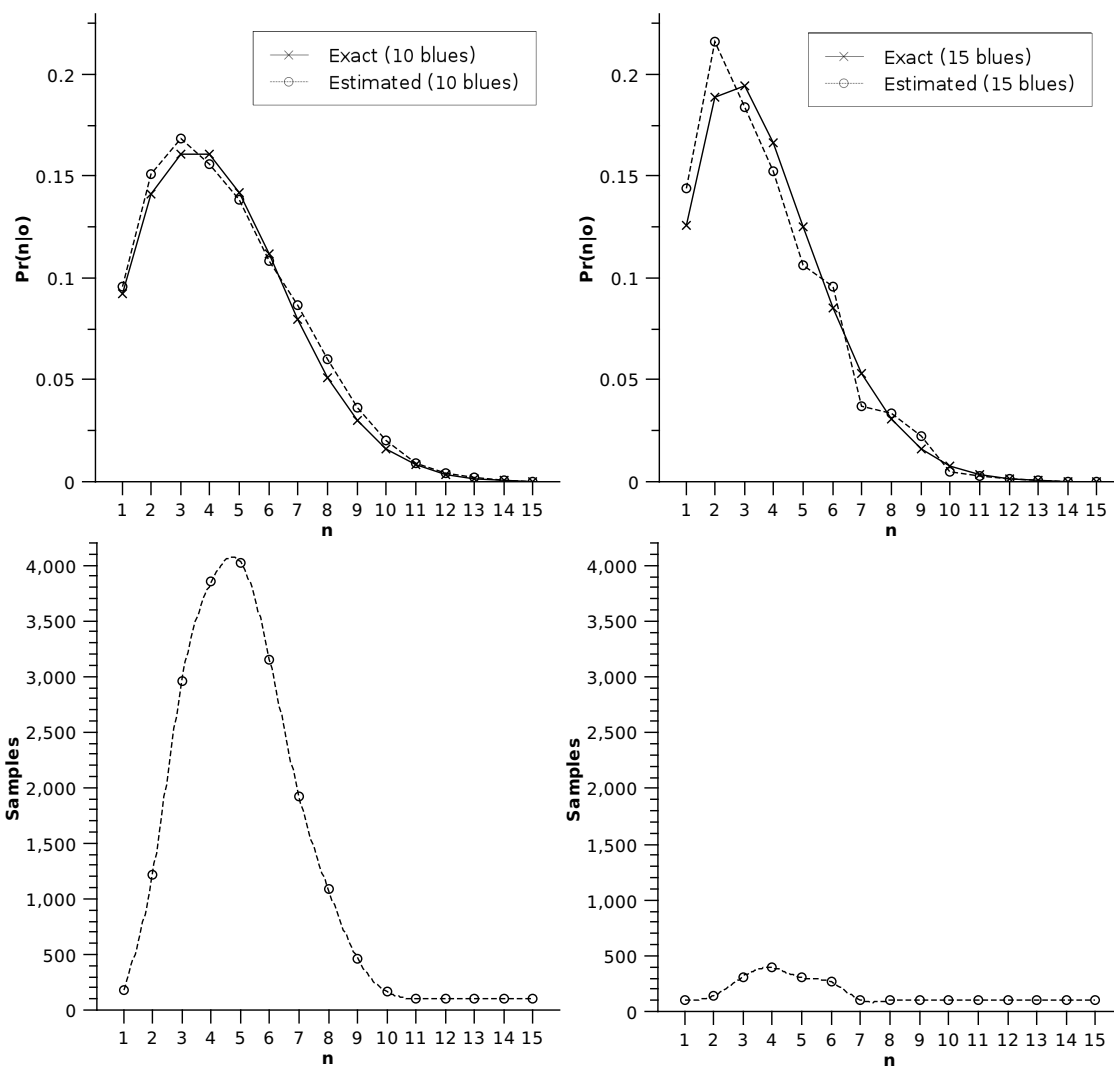 Exact (10 blues)
Estimated (10 blues)
0.2
0.15
0.1
0.05
0
Pr(n|o)
1 2 3 4 5 6 7 8 9 10 11 12 13 14 15
n
Exact (15 blues)
Estimated (15 blues)
0.2
0.15
0.1
0.05
0
Pr(n|o)
1 2 3 4 5 6 7 8 9 10 11 12 13 14 15
n
4,000
3,500
3,000
2,500
2,000
1,500
1,000
500
0
Samples
1 2 3 4 5 6 7 8 9 10 11 12 13 14 15
n
4,000
3,500
3,000
2,500
2,000
1,500
1,000
500
0
Samples
1 2 3 4 5 6 7 8 9 10 11 12 13 14 15
n